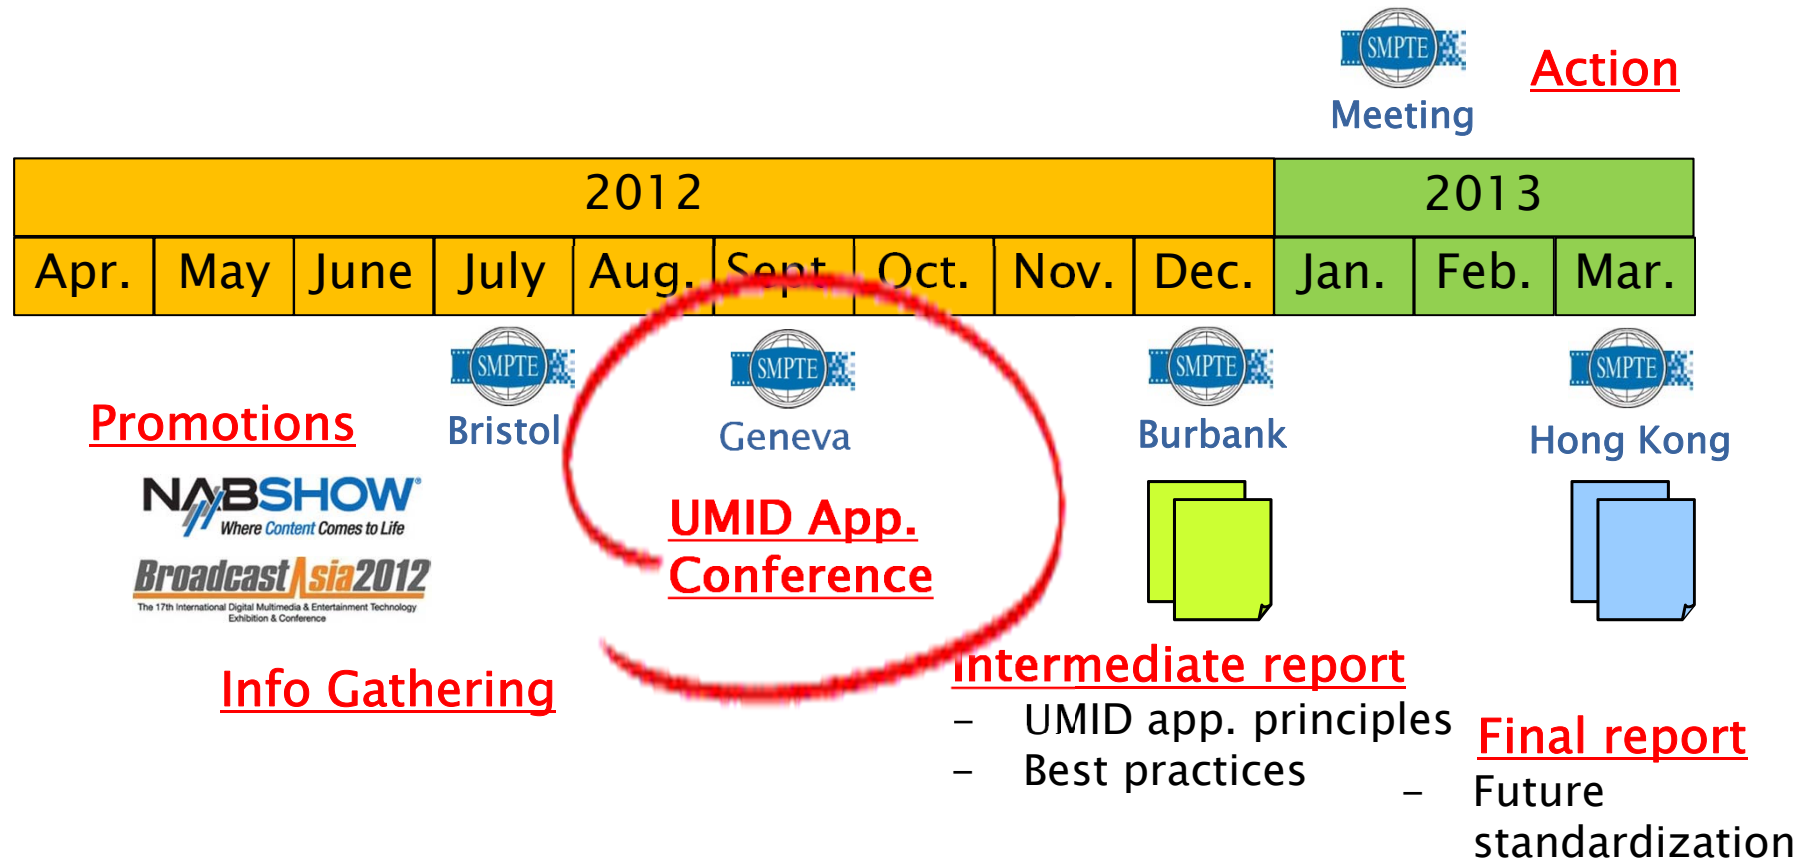 SMPTE
Meeting
Action
2012
2013
Apr.
May
June
July
Aug.
Sept.
Oct.
Nov.
Dec.
Jan.
Feb.
Mar.
SMPTE
Bristol
SMPTE
Geneva
SMPTE
Burbank
SMPTE
Hong Kong
Promotions
NABSHOW®
Where Content Comes to Life
BroadcastAsia2012
The 17th International Digital Multimedia & Entertainment Technology
Exhibition & Conference
Info Gathering
UMID App.
Conference
Intermediate report
– UMID app. principles
– Best practices
Final report
– Future
standardization